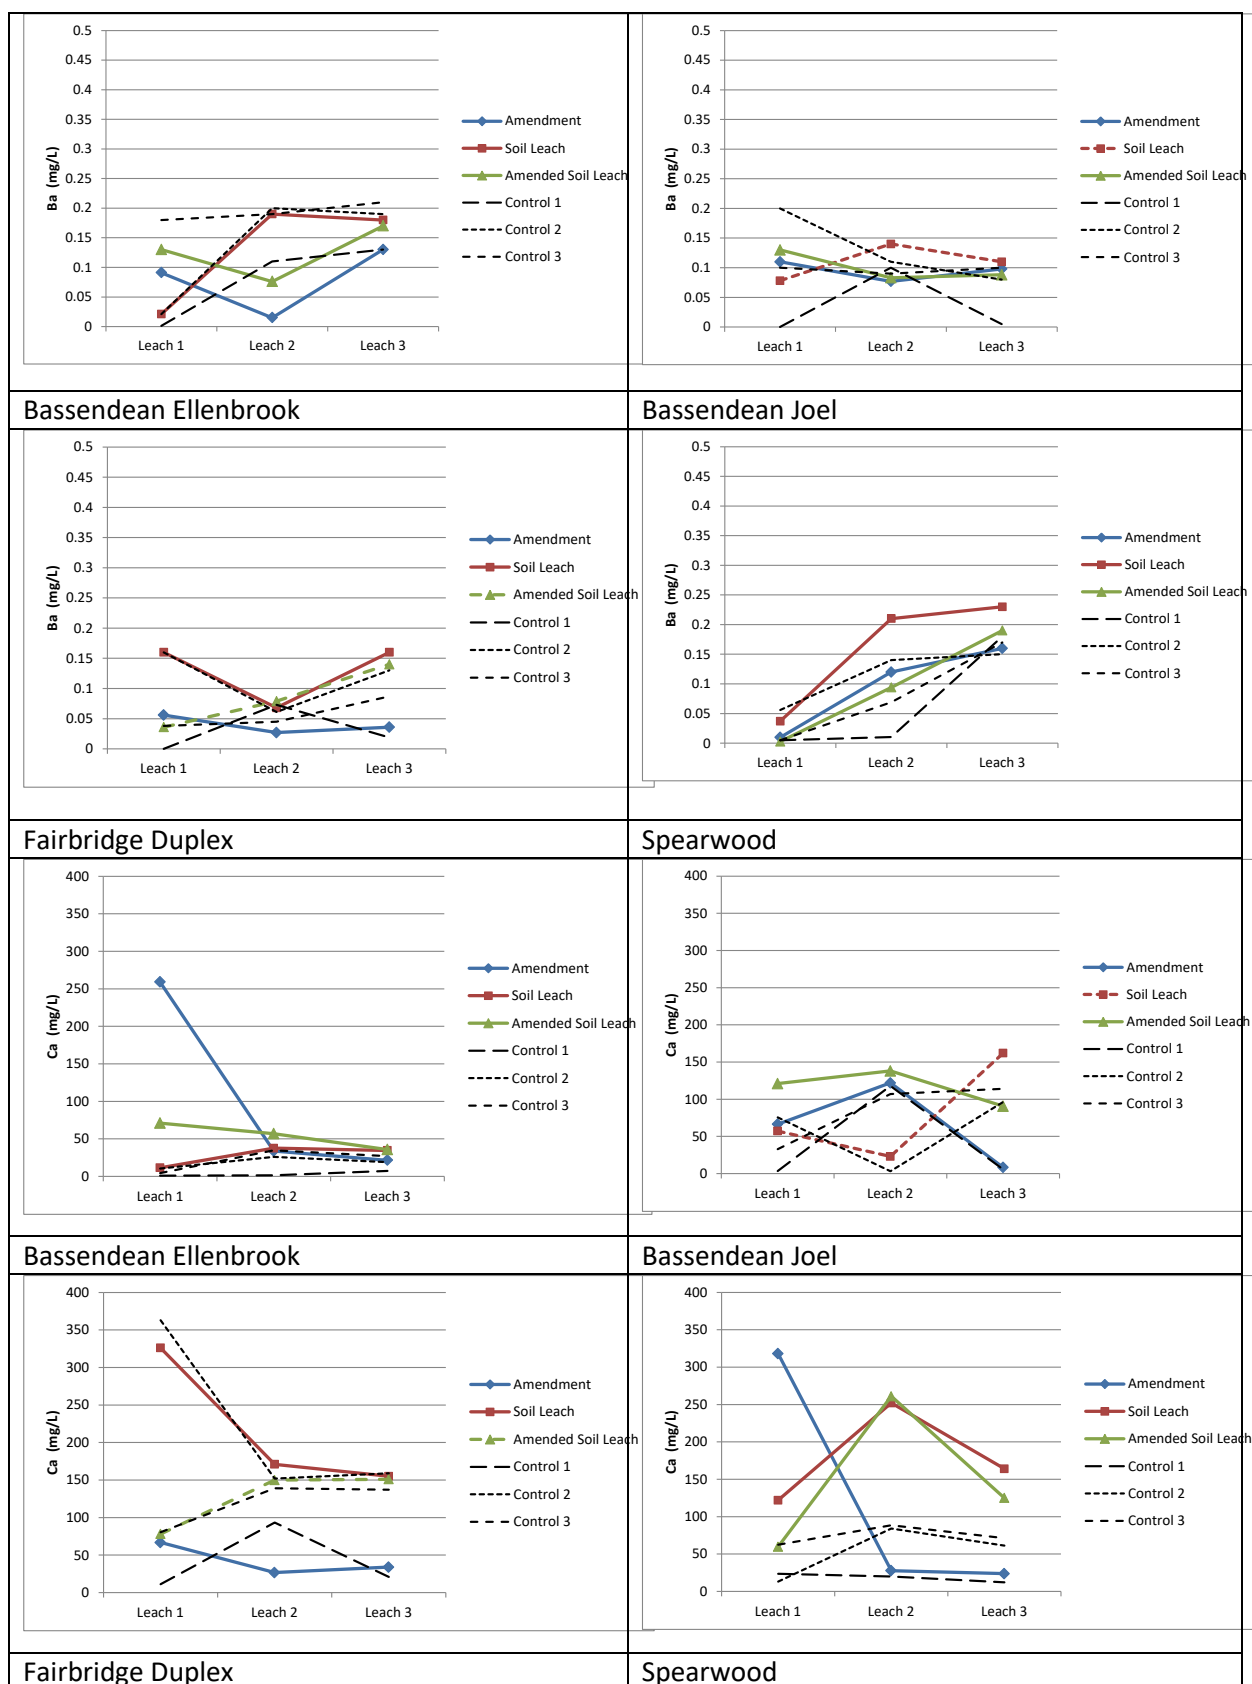 0.5
0.45
0.4
0.35
0.3
0.25
0.2
0.15
0.1
0.05
0
Ba (mg/L)
Leach 1 Leach 2 Leach 3
Amendment
Soil Leach
Amended Soil Leach
Control 1
Control 2
Control 3
0.5
0.45
0.4
0.35
0.3
0.25
0.2
0.15
0.1
0.05
0
Ba (mg/L)
Leach 1 Leach 2 Leach 3
Amendment
Soil Leach
Amended Soil Leach
Control 1
Control 2
Control 3
Bassendean Ellenbrook
Bassendean Joel
0.5
0.45
0.4
0.35
0.3
0.25
0.2
0.15
0.1
0.05
0
Ba (mg/L)
Leach 1 Leach 2 Leach 3
Amendment
Soil Leach
Amended Soil Leach
Control 1
Control 2
Control 3
0.5
0.45
0.4
0.35
0.3
0.25
0.2
0.15
0.1
0.05
0
Ba (mg/L)
Leach 1 Leach 2 Leach 3
Amendment
Soil Leach
Amended Soil Leach
Control 1
Control 2
Control 3
Fairbridge Duplex
Spearwood
400
350
300
250
200
150
100
50
0
Ca (mg/L)
Leach 1 Leach 2 Leach 3
Amendment
Soil Leach
Amended Soil Leach
Control 1
Control 2
Control 3
400
350
300
250
200
150
100
50
0
Ca (mg/L)
Leach 1 Leach 2 Leach 3
Amendment
Soil Leach
Amended Soil Leach
Control 1
Control 2
Control 3
Bassendean Ellenbrook
Bassendean Joel
400
350
300
250
200
150
100
50
0
Ca (mg/L)
Leach 1 Leach 2 Leach 3
Amendment
Soil Leach
Amended Soil Leach
Control 1
Control 2
Control 3
400
350
300
250
200
150
100
50
0
Ca (mg/L)
Leach 1 Leach 2 Leach 3
Amendment
Soil Leach
Amended Soil Leach
Control 1
Control 2
Control 3
Fairbridge Duplex
Spearwood